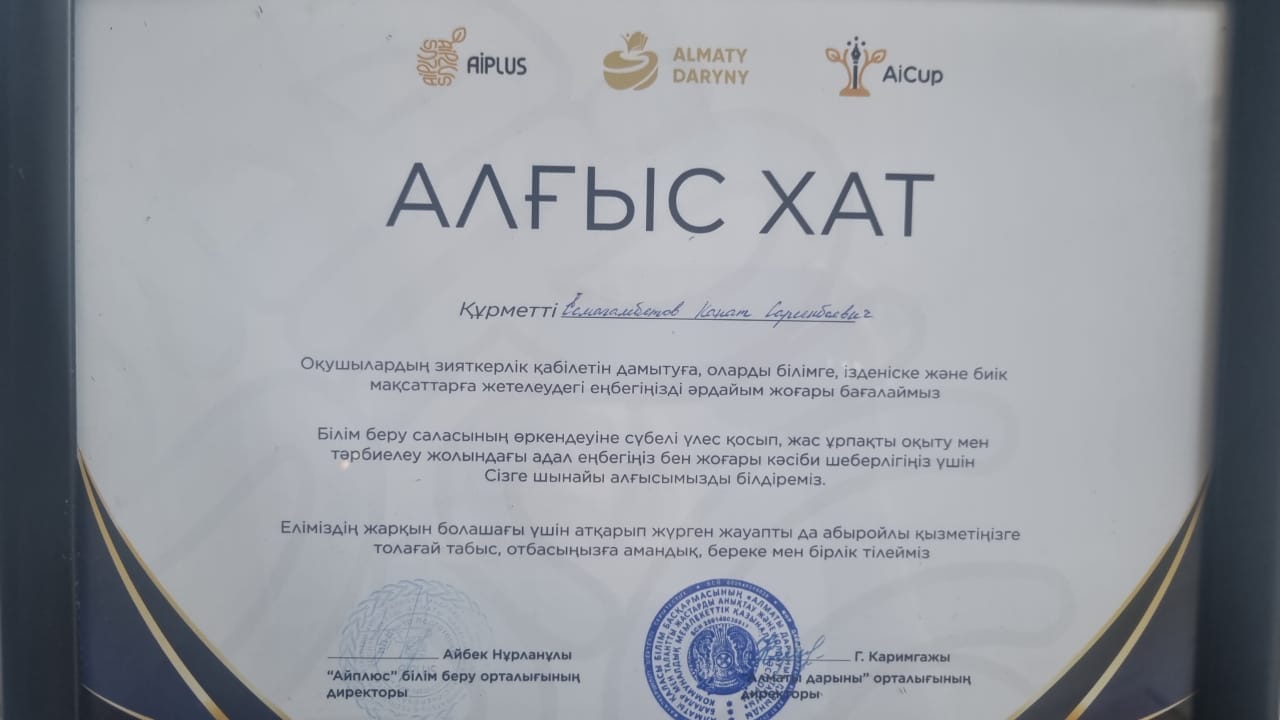 AiPLUS
ALMATY DARYNY
AiCup
АЛҒЫС ХАТ
Құрметті Есмагамбетов Канат Сарсенбаевич
Оқушылардың зияткерлік қабілетін дамытуға, оларды білімге, ізденіске және биік
мақсаттарға жетелеудегі еңбегіңізді әрдайым жоғары бағалаймыз
Білім беру саласының өркендеуіне сүбелі үлес қосып, жас ұрпақты оқыту мен
тәрбиелеу жолындағы адал еңбегіңіз бен жоғары кәсіби шеберлігіңіз үшін
Сізге шынайы алғысымызды білдіреміз.
Еліміздің жарқын болашағы үшін атқарып жүрген жауапты да абыройлы қызметіңізге
толағай табыс, отбасыңызға амандық, береке мен бірлік тілейміз
Айбек Нұрланұлы
"Айплюс" білім беру орталығының
директоры
Г. Каримгажы
"Алматы дарыны" орталығының
директоры